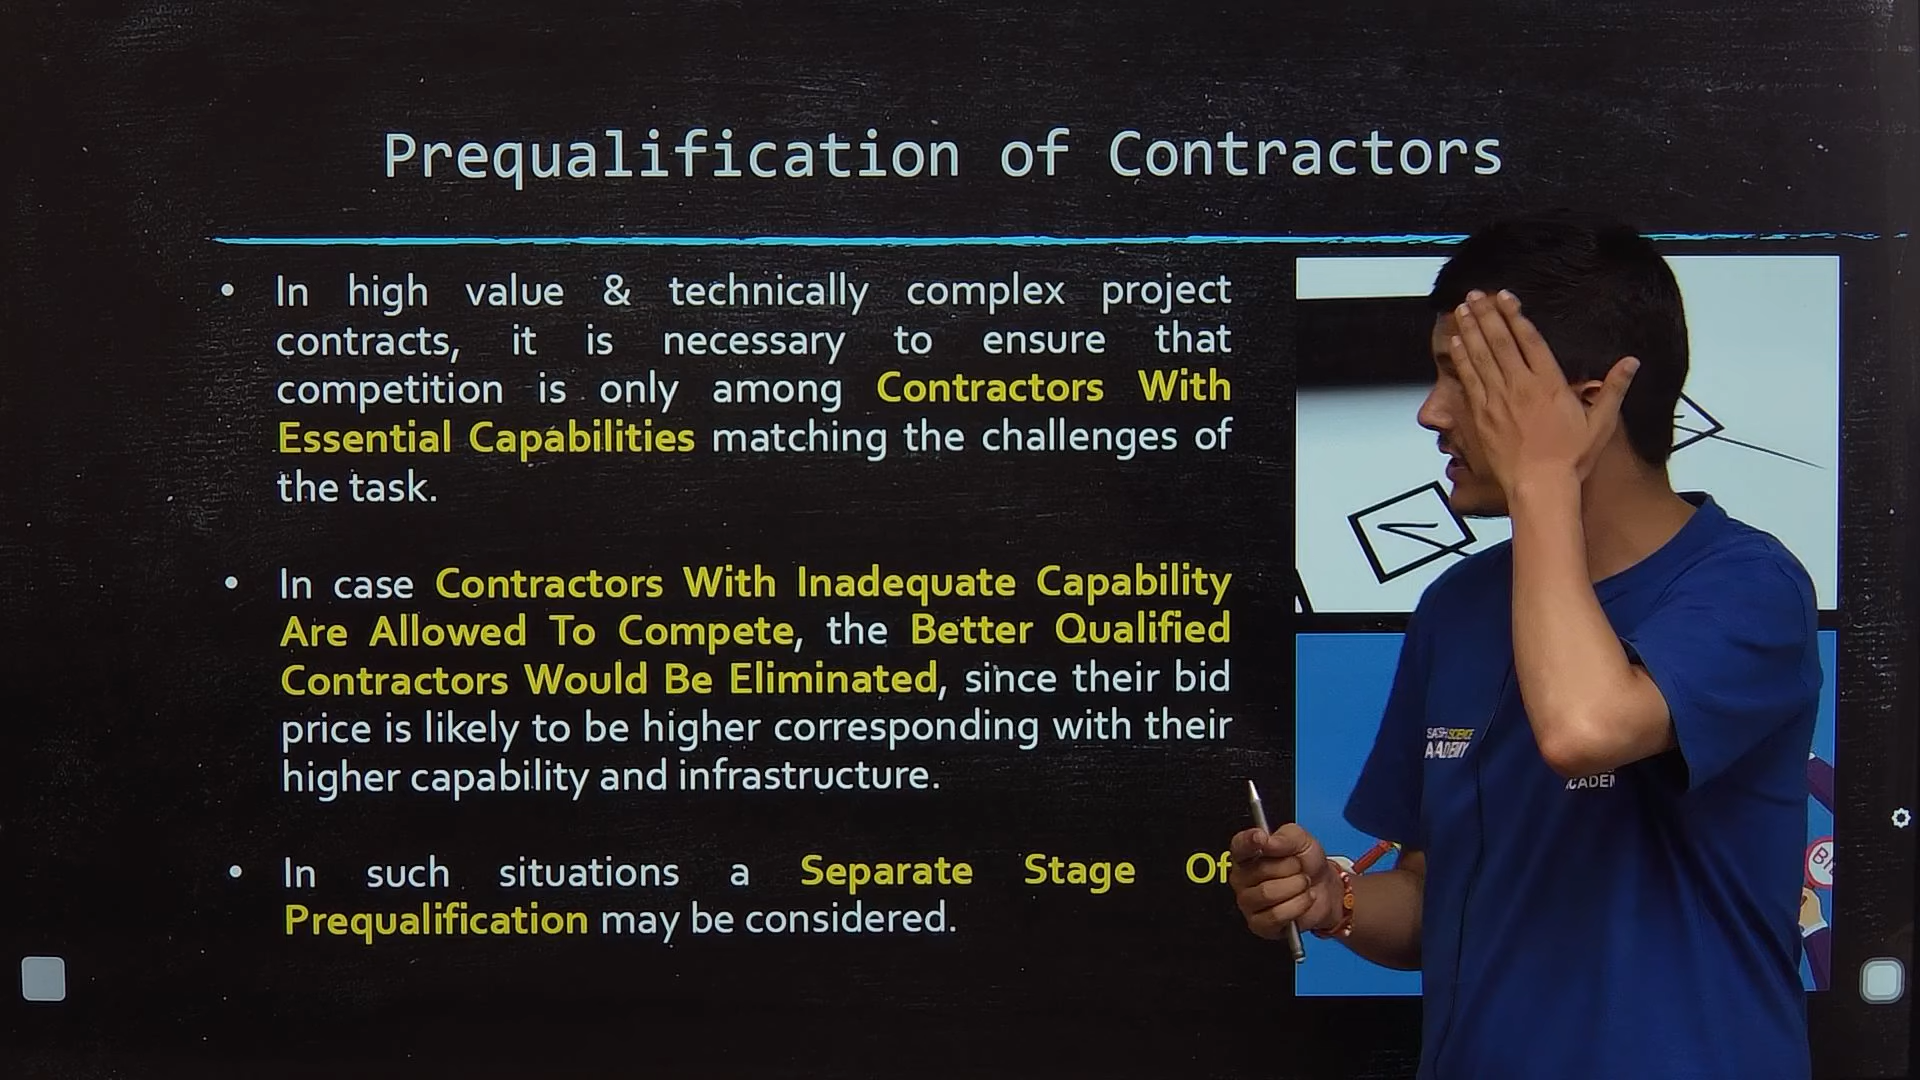 Prequalification of Contractors
• In high value & technically complex project
contracts, it is necessary to ensure that
competition is only among Contractors With
Essential Capabilities matching the challenges of
the task.
• In case Contractors With Inadequate Capability
Are Allowed To Compete, the Better Qualified
Contractors Would Be Eliminated, since their bid
price is likely to be higher corresponding with their
higher capability and infrastructure.
• In such situations a Separate Stage Of
Prequalification may be considered.
SCIENCE